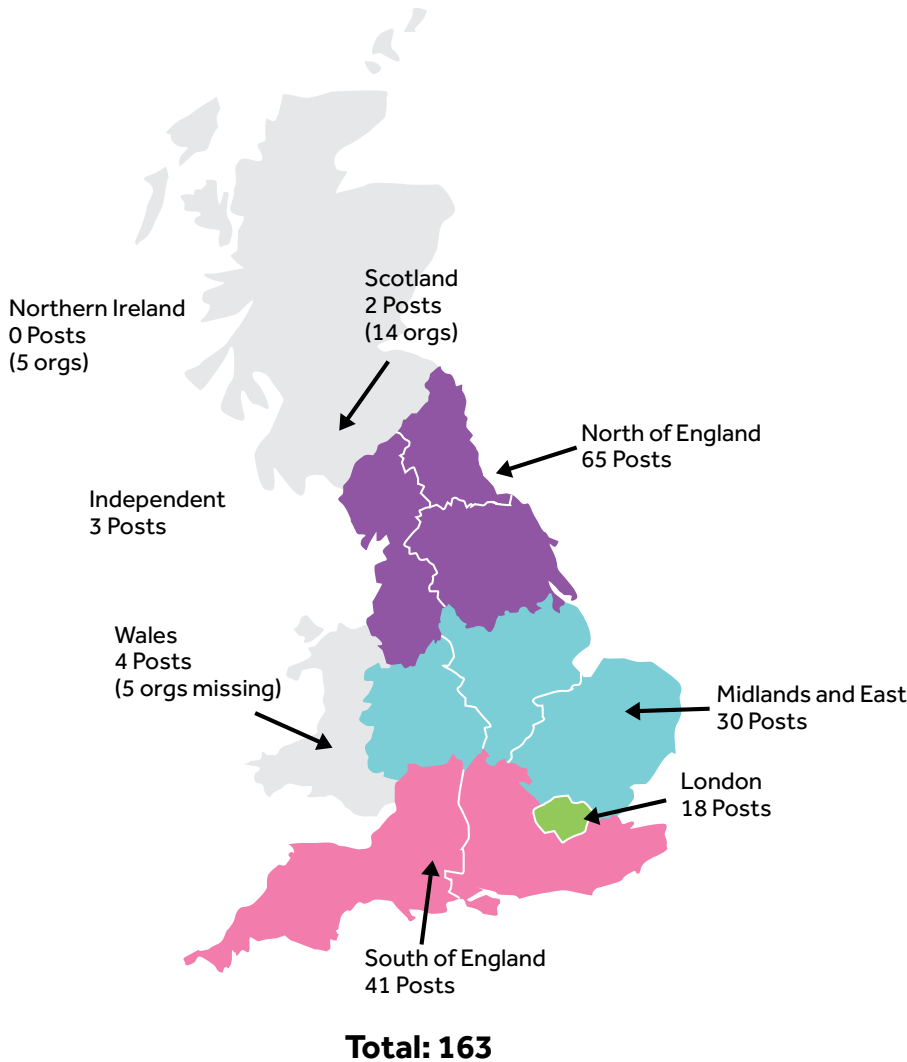 Scotland
2 Posts
(14 orgs)
Northern Ireland
0 Posts
(5 orgs)
North of England
65 Posts
Independent
3 Posts
Wales
4 Posts
(5 orgs missing)
Midlands and East
30 Posts
London
18 Posts
South of England
41 Posts
Total: 163